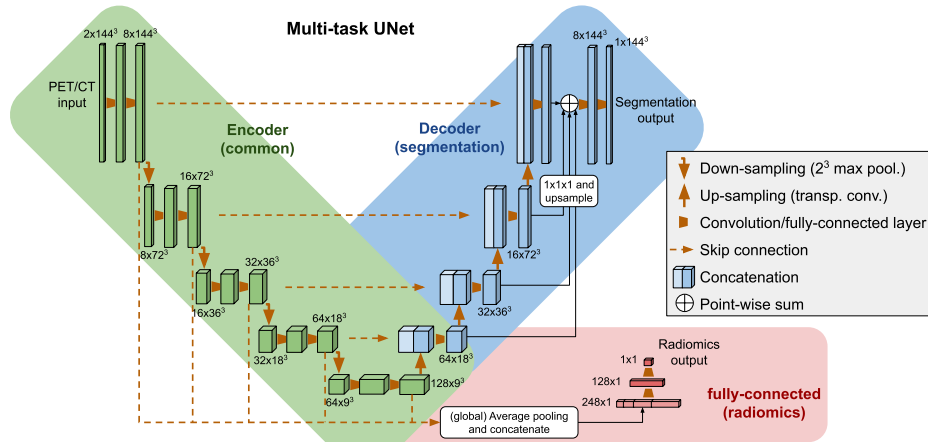 Multi-task UNet
2x144³ 8x144³
PET/CT
input
Encoder
(common)
Decoder
(segmentation)
8x144³
1x144³
Segmentation
output
16x72³
8x72³
1x1x1 and
upsample
16x72³
32x36³
16x36³
32x36³
64x18³
32x18³
64x18³
64x9³
128x9³
(global) Average pooling
and concatenate
Radiomics
output
1x1
128x1
248x1
fully-connected
(radiomics)
Down-sampling (2³ max pool.)
Up-sampling (transp. conv.)
Convolution/fully-connected layer
Skip connection
Concatenation
Point-wise sum